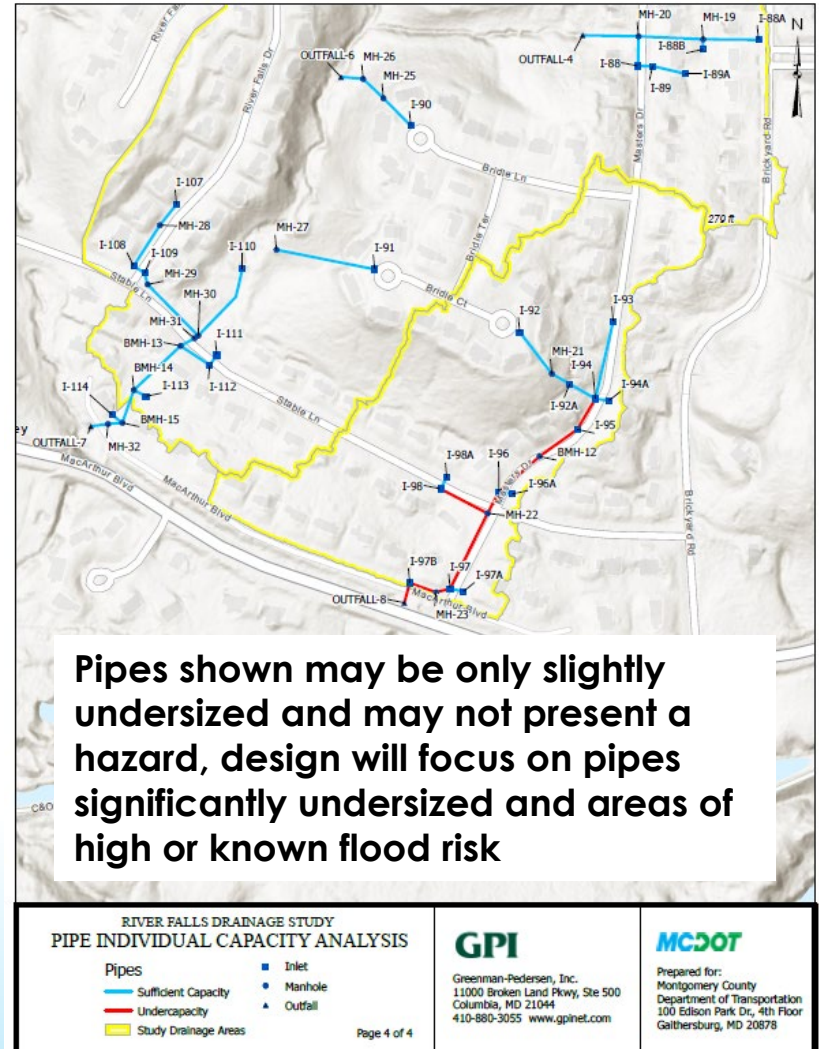 MH-20
MH-19
I-88A
N
OUTFALL-6
MH-26
I-88B
OUTFALL-4
MH-25
I-88
I-89A
I-89
I-90
River Falls Dr
Masters Dr
Brickyard Rd
Bridle Ln
Bridle Ter
I-107
MH-28
270 ft
I-108
I-109
I-110
MH-27
I-91
MH-29
Stable Ln
Bridle Ct
I-92
I-93
MH-30
MH-31
I-111
BMH-13
MH-21
I-94
BMH-14
I-112
I-92A
I-94A
I-114
I-113
Stable Ln
I-95
BMH-15
ey
OUTFALL-7
MH-32
BMH-12
MacArthur Blvd
I-98A
I-96
Masters Dr
I-98
I-96A
MacArthur Blvd
MH-22
Brickyard Rd
I-97B
I-97
I-97A
OUTFALL-8
MacArthur Blvd
MH-23
Pipes shown may be only slightly
undersized and may not present a
hazard, design will focus on pipes
significantly undersized and areas of
high or known flood risk
C&O
RIVER FALLS DRAINAGE STUDY
PIPE INDIVIDUAL CAPACITY ANALYSIS
Pipes
Sufficient Capacity
Undercapacity
Study Drainage Areas
Inlet
Manhole
Outfall
Page 4 of 4
GPI
Greenman-Pedersen, Inc.
11000 Broken Land Pkwy, Ste 500
Columbia, MD 21044
410-880-3055 www.gpinet.com
MCDOT
Prepared for:
Montgomery County
Department of Transportation
100 Edison Park Dr., 4th Floor
Gaithersburg, MD 20878